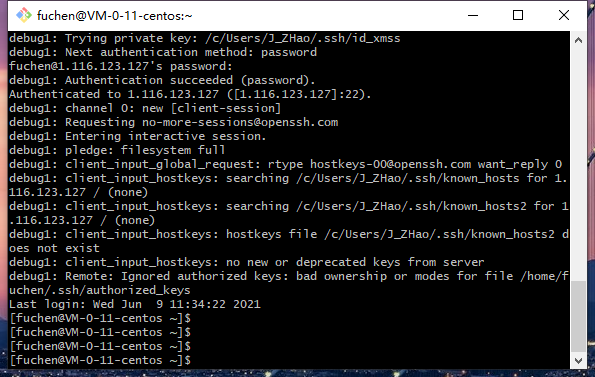 fuchen@VM-0-11-centos:~
debug1: Trying private key: /c/Users/J_ZHao/.ssh/id_xmss
debug1: Next authentication method: password
fuchen@1.116.123.127's password:
debug1: Authentication succeeded (password).
Authenticated to 1.116.123.127 ([1.116.123.127]:22).
debug1: channel 0: new [client-session]
debug1: Requesting no-more-sessions@openssh.com
debug1: Entering interactive session.
debug1: pledge: filesystem full
debug1: client_input_global_request: rtype hostkeys-00@openssh.com want_reply 0
debug1: client_input_hostkeys: searching /c/Users/J_ZHao/.ssh/known_hosts for 1.
116.123.127 / (none)
debug1: client_input_hostkeys: searching /c/Users/J_ZHao/.ssh/known_hosts2 for 1
.116.123.127 / (none)
debug1: client_input_hostkeys: hostkeys file /c/Users/J_ZHao/.ssh/known_hosts2 d
oes not exist
debug1: client_input_hostkeys: no new or deprecated keys from server
debug1: Remote: Ignored authorized keys: bad ownership or modes for file /home/f
uchen/.ssh/authorized_keys
Last login: Wed Jun  9 11:34:22 2021
[fuchen@VM-0-11-centos ~]$
[fuchen@VM-0-11-centos ~]$
[fuchen@VM-0-11-centos ~]$
[fuchen@VM-0-11-centos ~]$